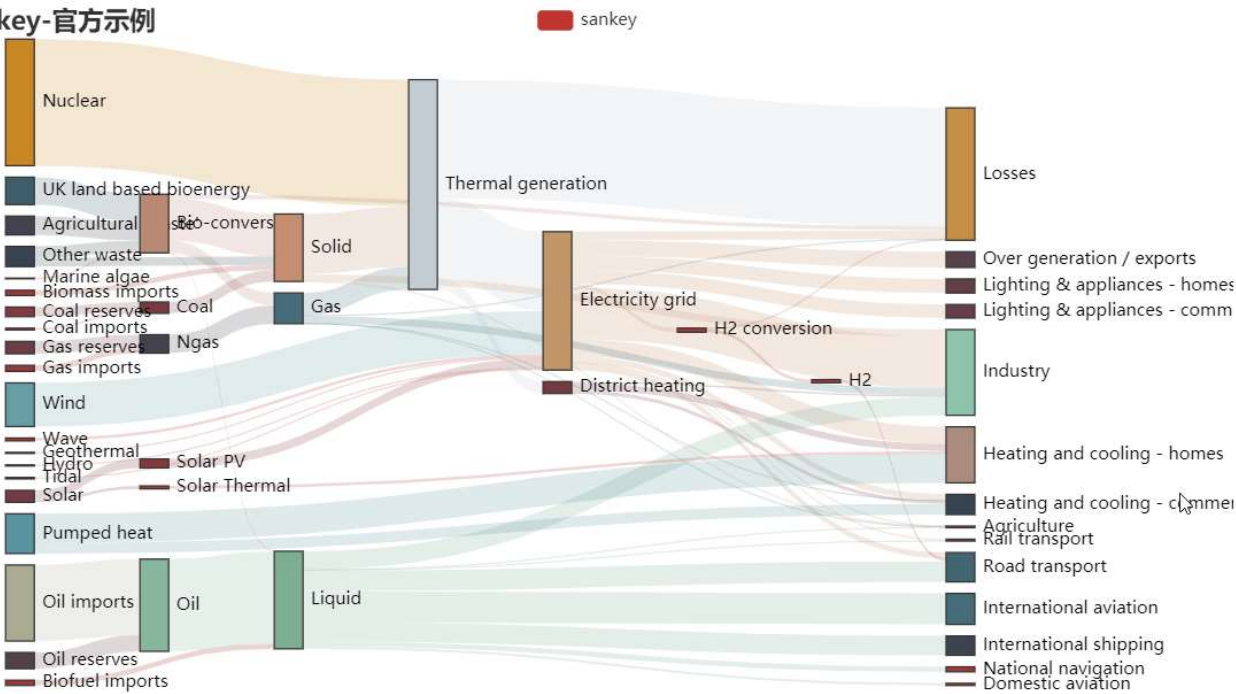 key-官方示例
sankey
Nuclear
UK land based bioenergy
Agricultural
Bio-convers
Other waste
Marine algae
Biomass imports
Coal reserves
Coal
Coal imports
Gas reserves
Ngas
Gas imports
Wind
Wave
Geothermal
Hydro
Tidal
Solar
Solar PV
Solar Thermal
Pumped heat
Oil imports
Oil
Oil reserves
Biofuel imports
Solid
Gas
Liquid
Thermal generation
Electricity grid
District heating
H2 conversion
H2
Losses
Over generation / exports
Lighting & appliances - homes
Lighting & appliances - comm
Industry
Heating and cooling - homes
Heating and cooling - commer
Agriculture
Rail transport
Road transport
International aviation
International shipping
National navigation
Domestic aviation